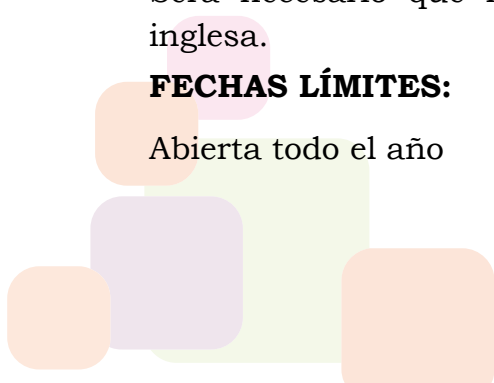 Será necesario que
inglesa.
FECHAS LÍMITES:
Abierta todo el año